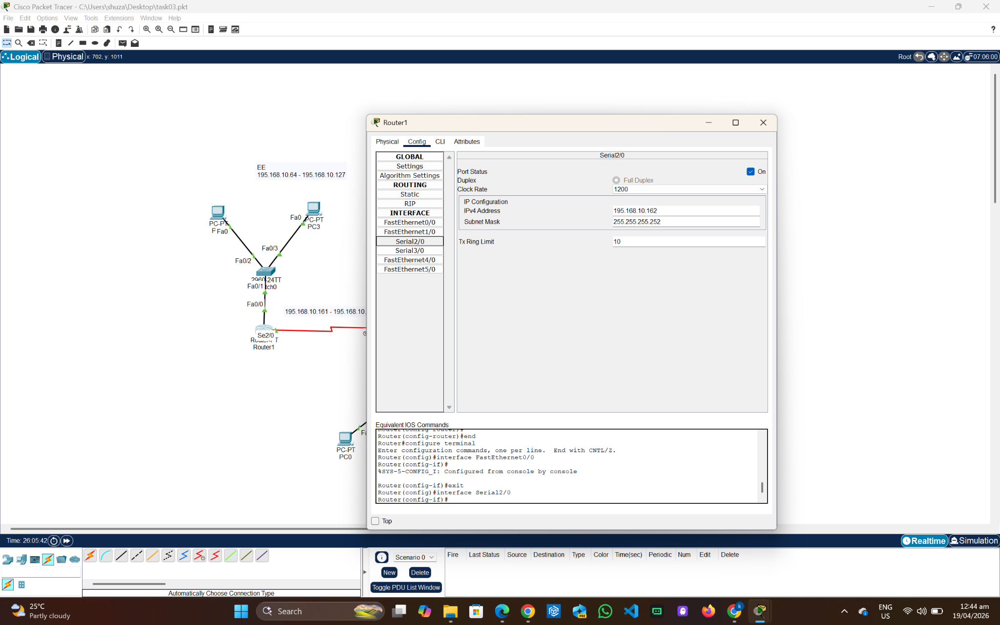 Cisco Packet Tracer - C:\Users\shuza\Desktop\task03.pkt
File Edit Options View Tools Extensions Window Help
?
Logical Physical x: 702, y: 1011 Root 07:06:00
Router1
Physical Config CLI Attributes
GLOBAL
Settings
Algorithm Settings
ROUTING
Static
RIP
INTERFACE
FastEthernet0/0
FastEthernet1/0
Serial2/0
Serial3/0
FastEthernet4/0
FastEthernet5/0
Serial2/0
Port Status On
Duplex Full Duplex
Clock Rate 1200
IP Configuration
IPv4 Address 195.168.10.162
Subnet Mask 255.255.255.252
Tx Ring Limit 10
Equivalent IOS Commands
Router(config-router)#
Router(config-router)#end
Router#configure terminal
Enter configuration commands, one per line. End with CNTL/Z.
Router(config)#interface FastEthernet0/0
Router(config-if)#
%SYS-5-CONFIG_I: Configured from console by console
Router(config-if)#exit
Router(config)#interface Serial2/0
Router(config-if)#
Top
EE
195.168.10.64 - 195.168.10.127
PC-PT
Fa0
Fa0
PC-PT
PC3
Fa0/3
Fa0/2
24TT
Fa0/1 tch0
Fa0/0
195.168.10.161 - 195.168.10.
Se2/0
Router1
PC-PT
PC0
Time: 26:05:42 Realtime Simulation
Scenario 0
New Delete
Toggle PDU List Window
Fire Last Status Source Destination Type Color Time(sec) Periodic Num Edit Delete
Automatically Choose Connection Type
25°C
Partly cloudy
Search
PRE
k
ENG
US
12:44 am
19/04/2026